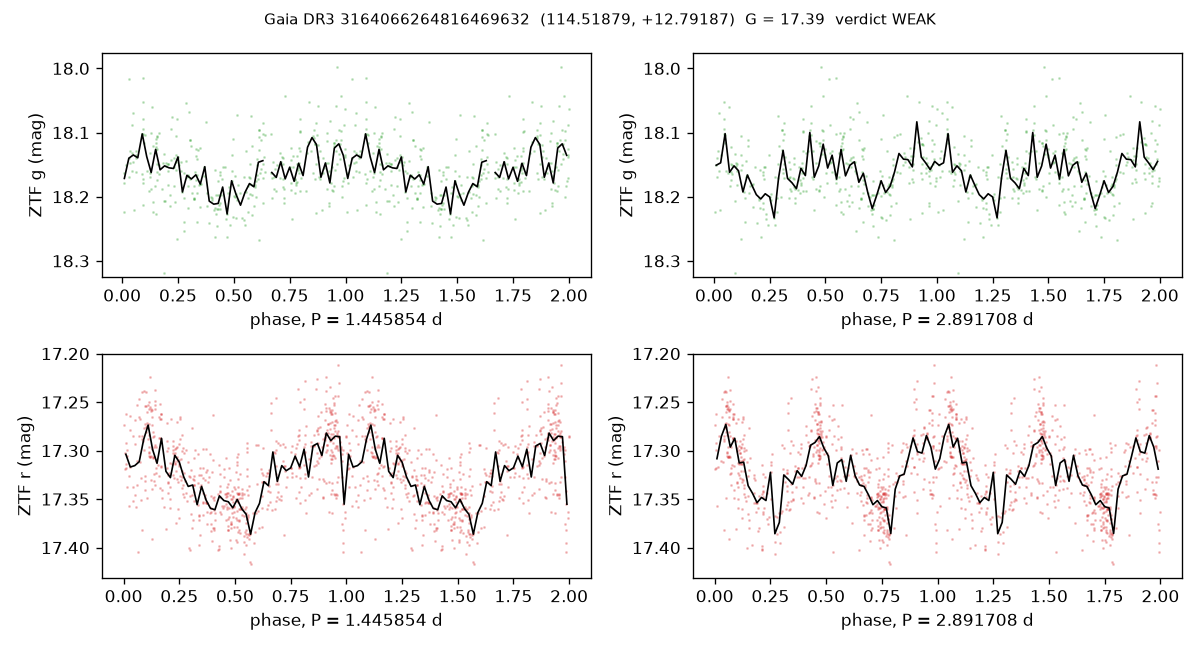 Gaia DR3 3164066264816469632  (114.51879, +12.79187)  G = 17.39  verdict WEAK
ZTF g (mag)
18.0
18.1
18.2
18.3
0.00 0.25 0.50 0.75 1.00 1.25 1.50 1.75 2.00
phase, P = 1.445854 d
ZTF g (mag)
18.0
18.1
18.2
18.3
0.00 0.25 0.50 0.75 1.00 1.25 1.50 1.75 2.00
phase, P = 2.891708 d
ZTF r (mag)
17.20
17.25
17.30
17.35
17.40
0.00 0.25 0.50 0.75 1.00 1.25 1.50 1.75 2.00
phase, P = 1.445854 d
ZTF r (mag)
17.20
17.25
17.30
17.35
17.40
0.00 0.25 0.50 0.75 1.00 1.25 1.50 1.75 2.00
phase, P = 2.891708 d